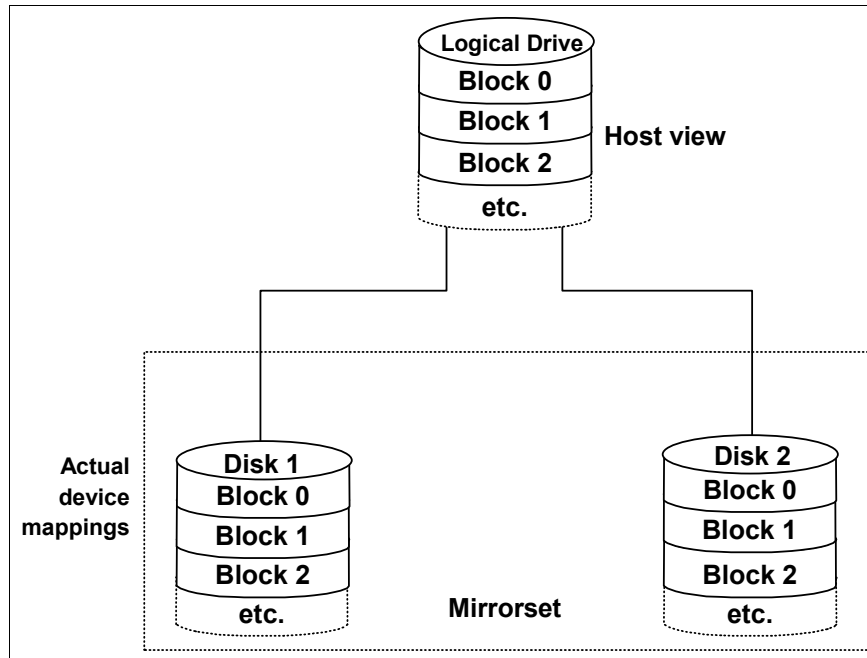 Logical Drive
Block 0
Block 1
Block 2
etc.
Host view
Actual
device
mappings
Disk 1
Block 0
Block 1
Block 2
etc.
Mirrorset
Disk 2
Block 0
Block 1
Block 2
etc.